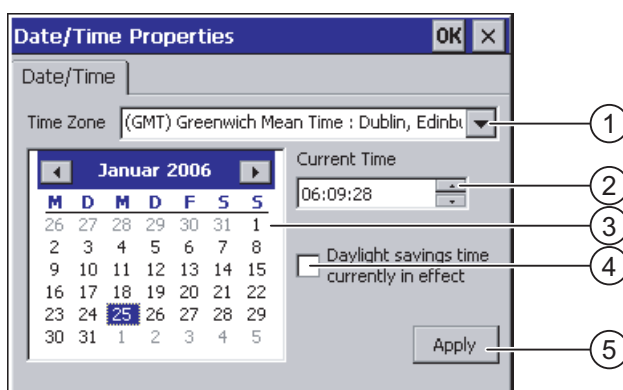 Date/Time Properties OK ×
Date/Time
Time Zone (GMT) Greenwich Mean Time : Dublin, Edinbu 1
Januar 2006
Current Time
06:09:28 2
M D M D F S S
26 27 28 29 30 31 1 3
2 3 4 5 6 7 8
9 10 11 12 13 14 15
16 17 18 19 20 21 22
23 24 25 26 27 28 29
30 31 1 2 3 4 5
Daylight savings time
currently in effect 4
Apply 5